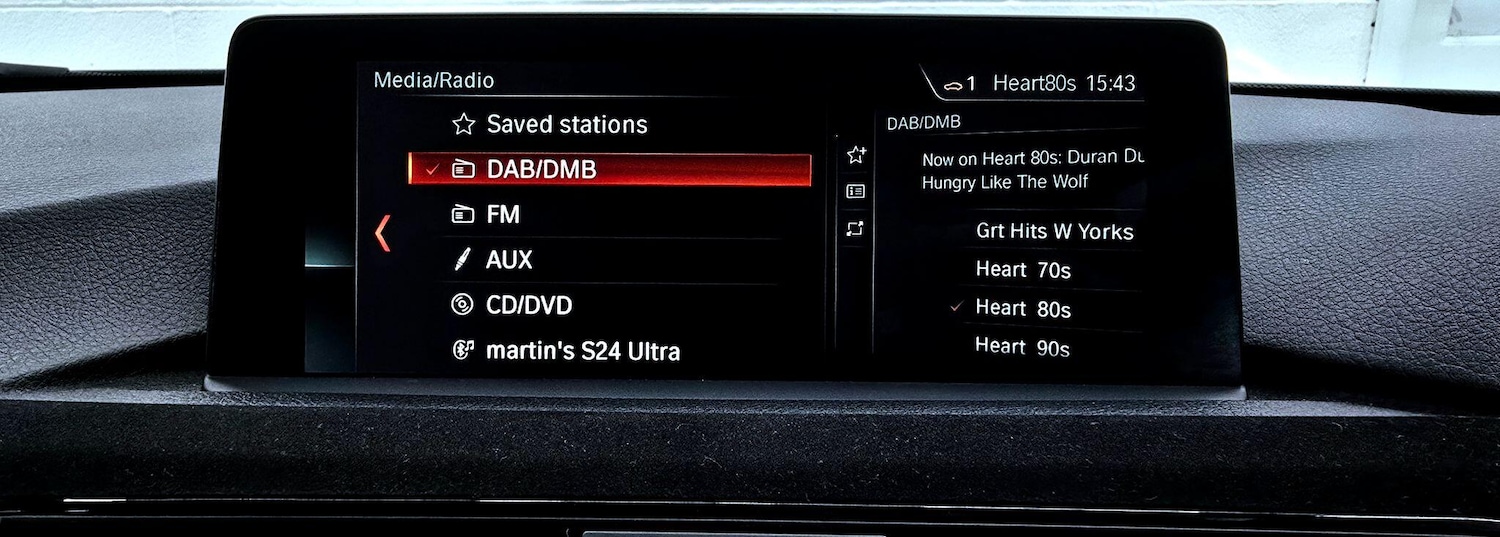 Media/Radio
1 Heart80s 15:43
Saved stations
DAB/DMB
FM
AUX
CD/DVD
martin's S24 Ultra
DAB/DMB
Now on Heart 80s: Duran Du
Hungry Like The Wolf
Grt Hits W Yorks
Heart 70s
Heart 80s
Heart 90s